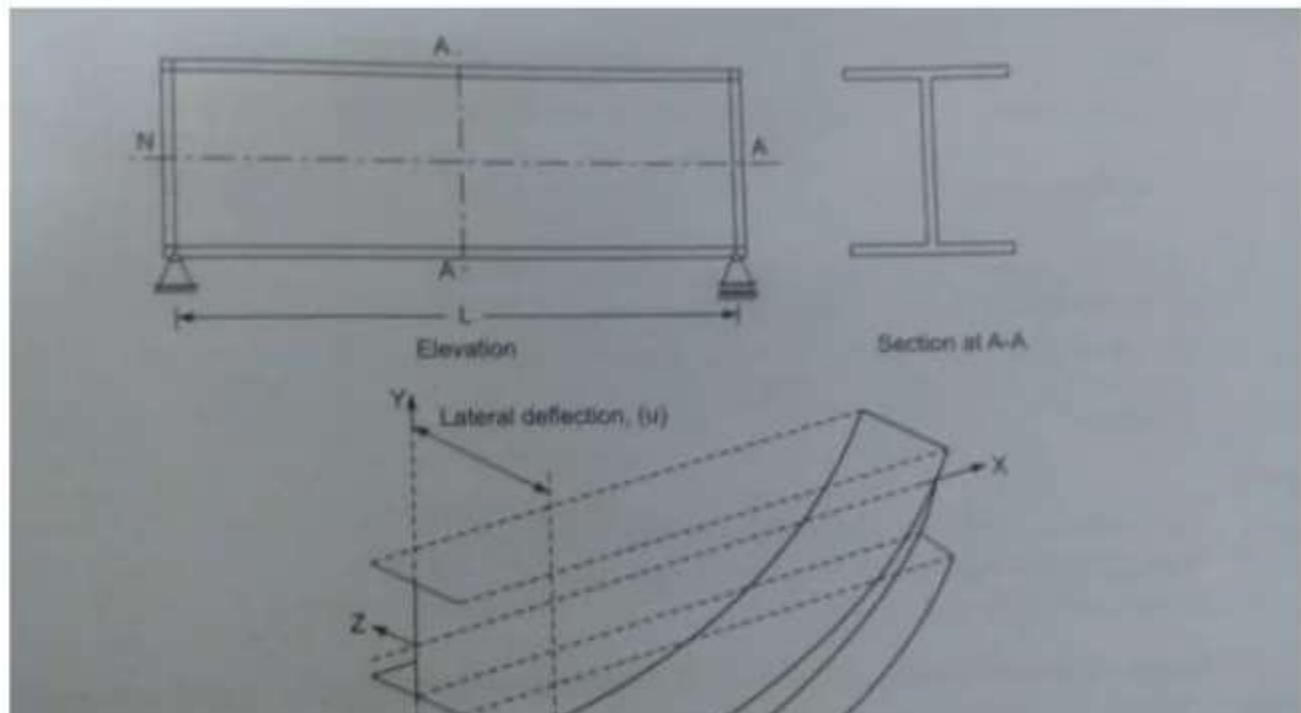 A
N
A
A
L
Elevation
Section at A-A
Y
Lateral deflection, (u)
X
Z